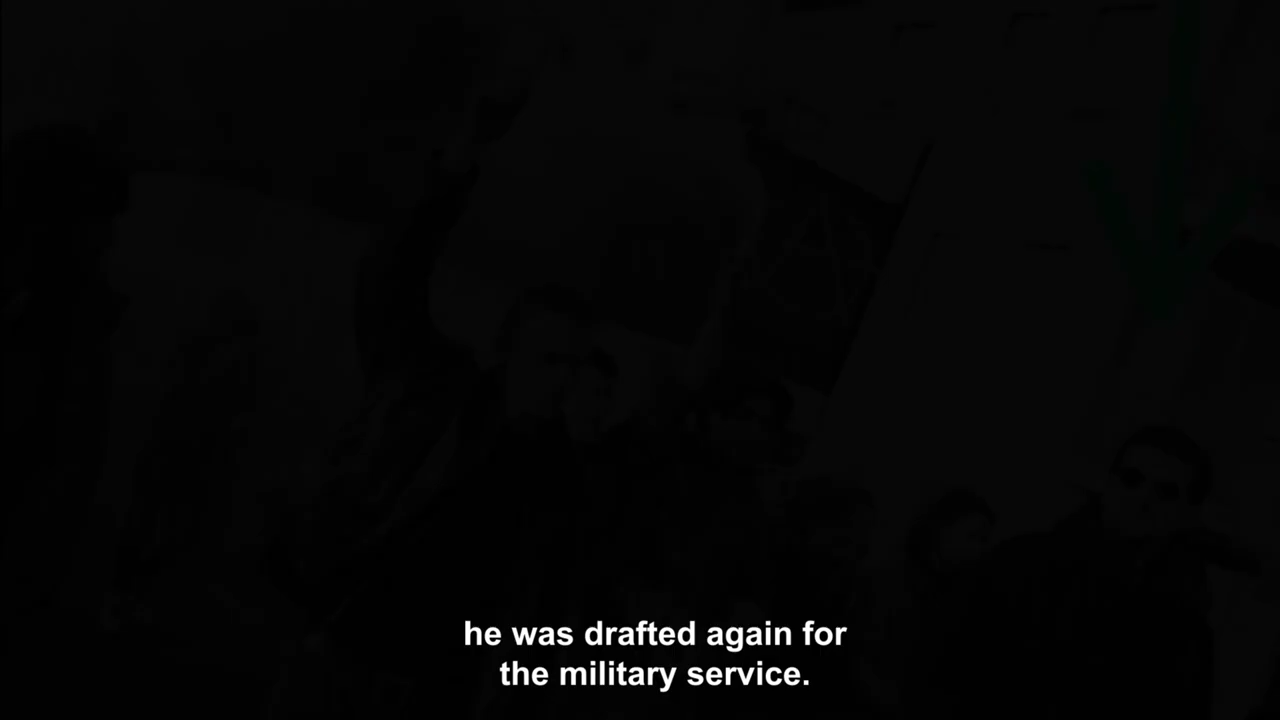 he was drafted again for
the military service.